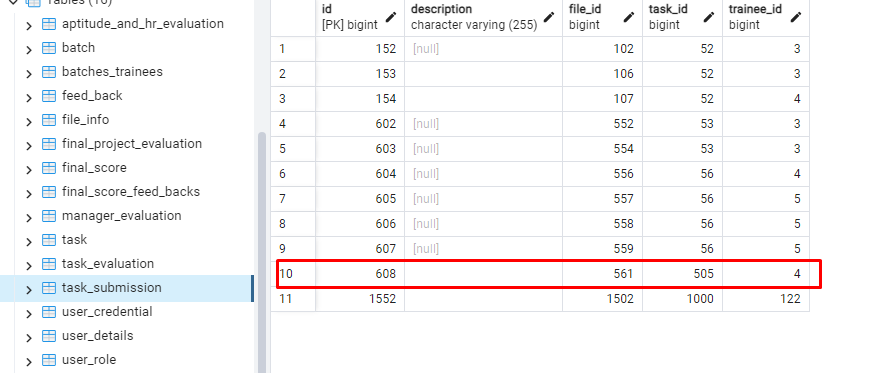 Tables (16)
aptitude_and_hr_evaluation
batch
batches_trainees
feed_back
file_info
final_project_evaluation
final_score
final_score_feed_backs
manager_evaluation
task
task_evaluation
task_submission
user_credential
user_details
user_role
id description file_id task_id trainee_id
[PK] bigint character varying (255) bigint bigint bigint
1 152 [null] 102 52 3
2 153 106 52 3
3 154 107 52 4
4 602 [null] 552 53 3
5 603 [null] 554 53 3
6 604 [null] 556 56 4
7 605 [null] 557 56 5
8 606 [null] 558 56 5
9 607 [null] 559 56 5
10 608 561 505 4
11 1552 1502 1000 122